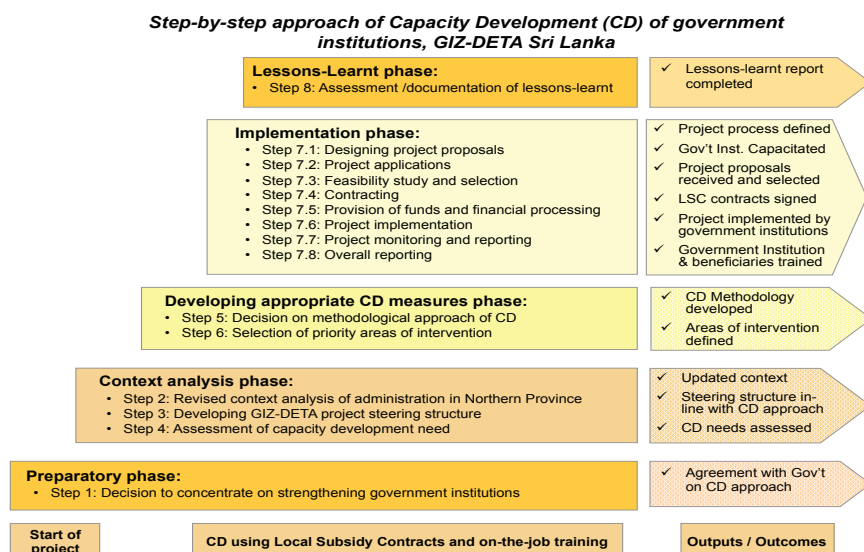 Step-by-step approach of Capacity Development (CD) of government
institutions, GIZ-DETA Sri Lanka
Lessons-Learnt phase:
• Step 8: Assessment /documentation of lessons-learnt
✓ Lessons-learnt report
completed
Implementation phase:
• Step 7.1: Designing project proposals
• Step 7.2: Project applications
• Step 7.3: Feasibility study and selection
• Step 7.4: Contracting
• Step 7.5: Provision of funds and financial processing
• Step 7.6: Project implementation
• Step 7.7: Project monitoring and reporting
• Step 7.8: Overall reporting
✓ Project process defined
✓ Gov't Inst. Capacitated
✓ Project proposals
received and selected
✓ LSC contracts signed
✓ Project implemented by
government institutions
✓ Government Institution
& beneficiaries trained
Developing appropriate CD measures phase:
• Step 5: Decision on methodological approach of CD
• Step 6: Selection of priority areas of intervention
✓ CD Methodology
developed
✓ Areas of intervention
defined
Context analysis phase:
• Step 2: Revised context analysis of administration in Northern Province
• Step 3: Developing GIZ-DETA project steering structure
• Step 4: Assessment of capacity development need
✓ Updated context
✓ Steering structure in-
line with CD approach
✓ CD needs assessed
Preparatory phase:
• Step 1: Decision to concentrate on strengthening government institutions
✓ Agreement with Gov't
on CD approach
Start of
project
CD using Local Subsidy Contracts and on-the-job training
Outputs / Outcomes